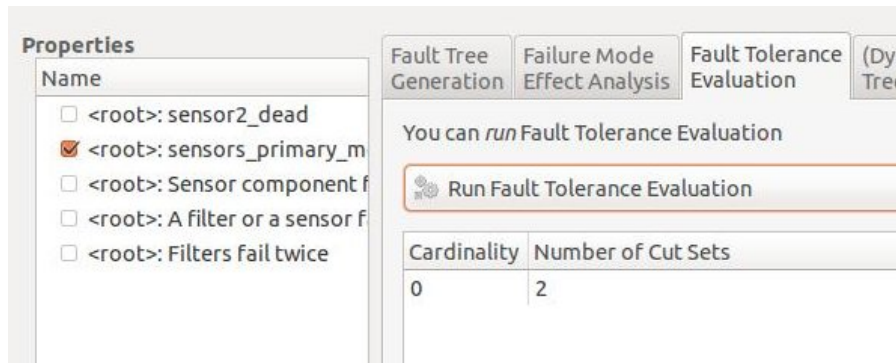 Properties
Name
<root>: sensor2_dead
<root>: sensors_primary_m
<root>: Sensor component f
<root>: A filter or a sensor f
<root>: Filters fail twice
Fault Tree
Generation
Failure Mode
Effect Analysis
Fault Tolerance
Evaluation
(Dy
Tree
You can run Fault Tolerance Evaluation
Run Fault Tolerance Evaluation
Cardinality Number of Cut Sets
0 2